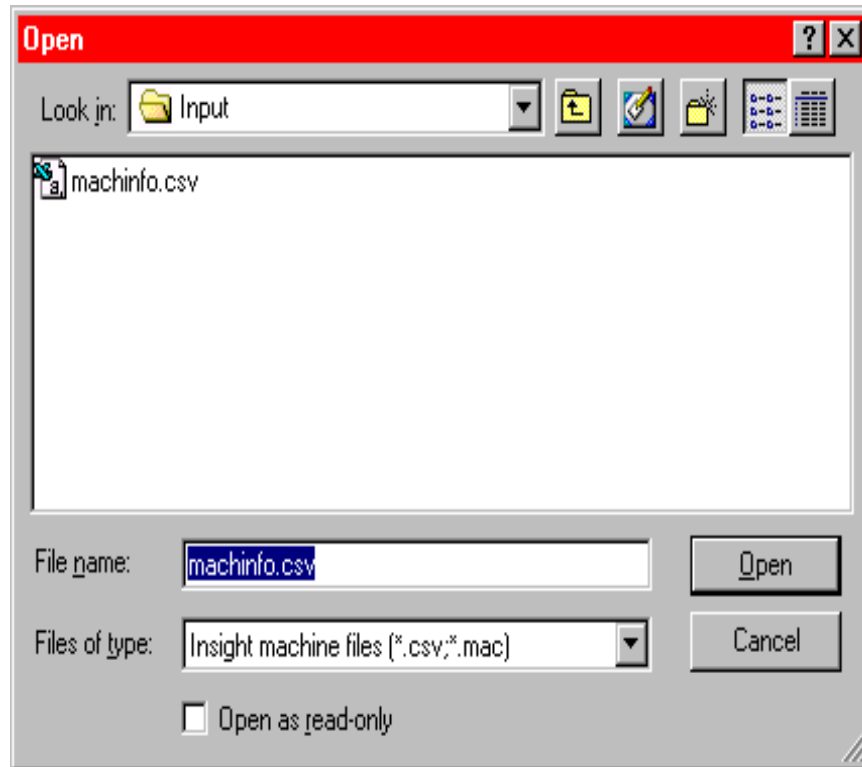 Open
Look in: Input
machinfo.csv
File name: machinfo.csv Open
Files of type: Insight machine files (*.csv;*.mac) Cancel
Open as read-only